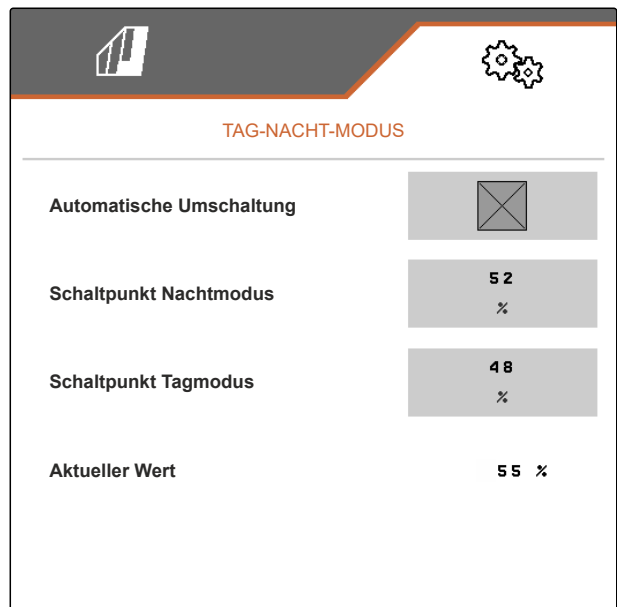 TAG-NACHT-MODUS
Automatische Umschaltung
Schaltpunkt Nachtmodus
52
%
Schaltpunkt Tagmodus
48
%
Aktueller Wert
55 %